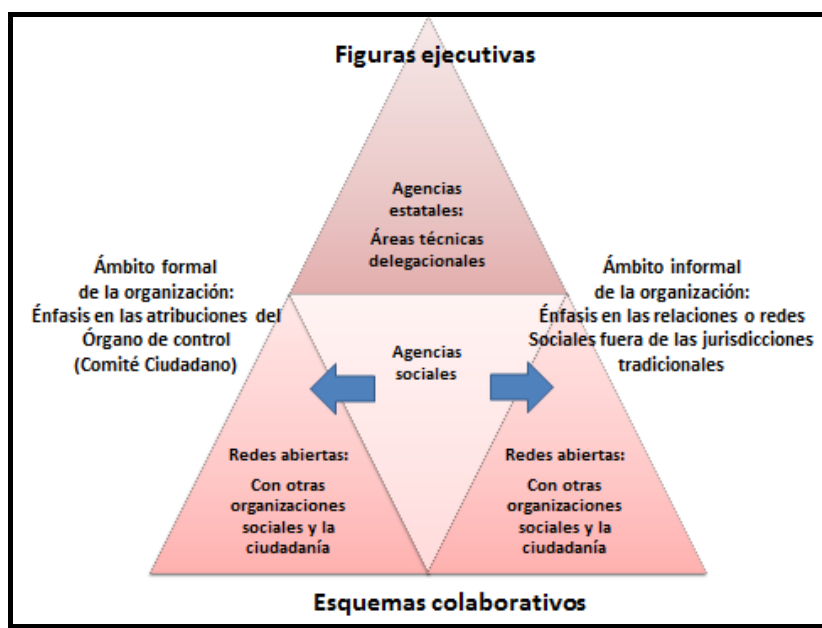 Figuras ejecutivas
Agencias
estatales:
Áreas técnicas
delegacionales
Ámbito formal
de la organización:
Énfasis en las atribuciones del
Órgano de control
(Comité Ciudadano)
Ámbito informal
de la organización:
Énfasis en las relaciones o redes
Sociales fuera de las jurisdicciones
tradicionales
Agencias
sociales
Redes abiertas:
Con otras
organizaciones
sociales y la
ciudadanía
Redes abiertas:
Con otras
organizaciones
sociales y la
ciudadanía
Esquemas colaborativos